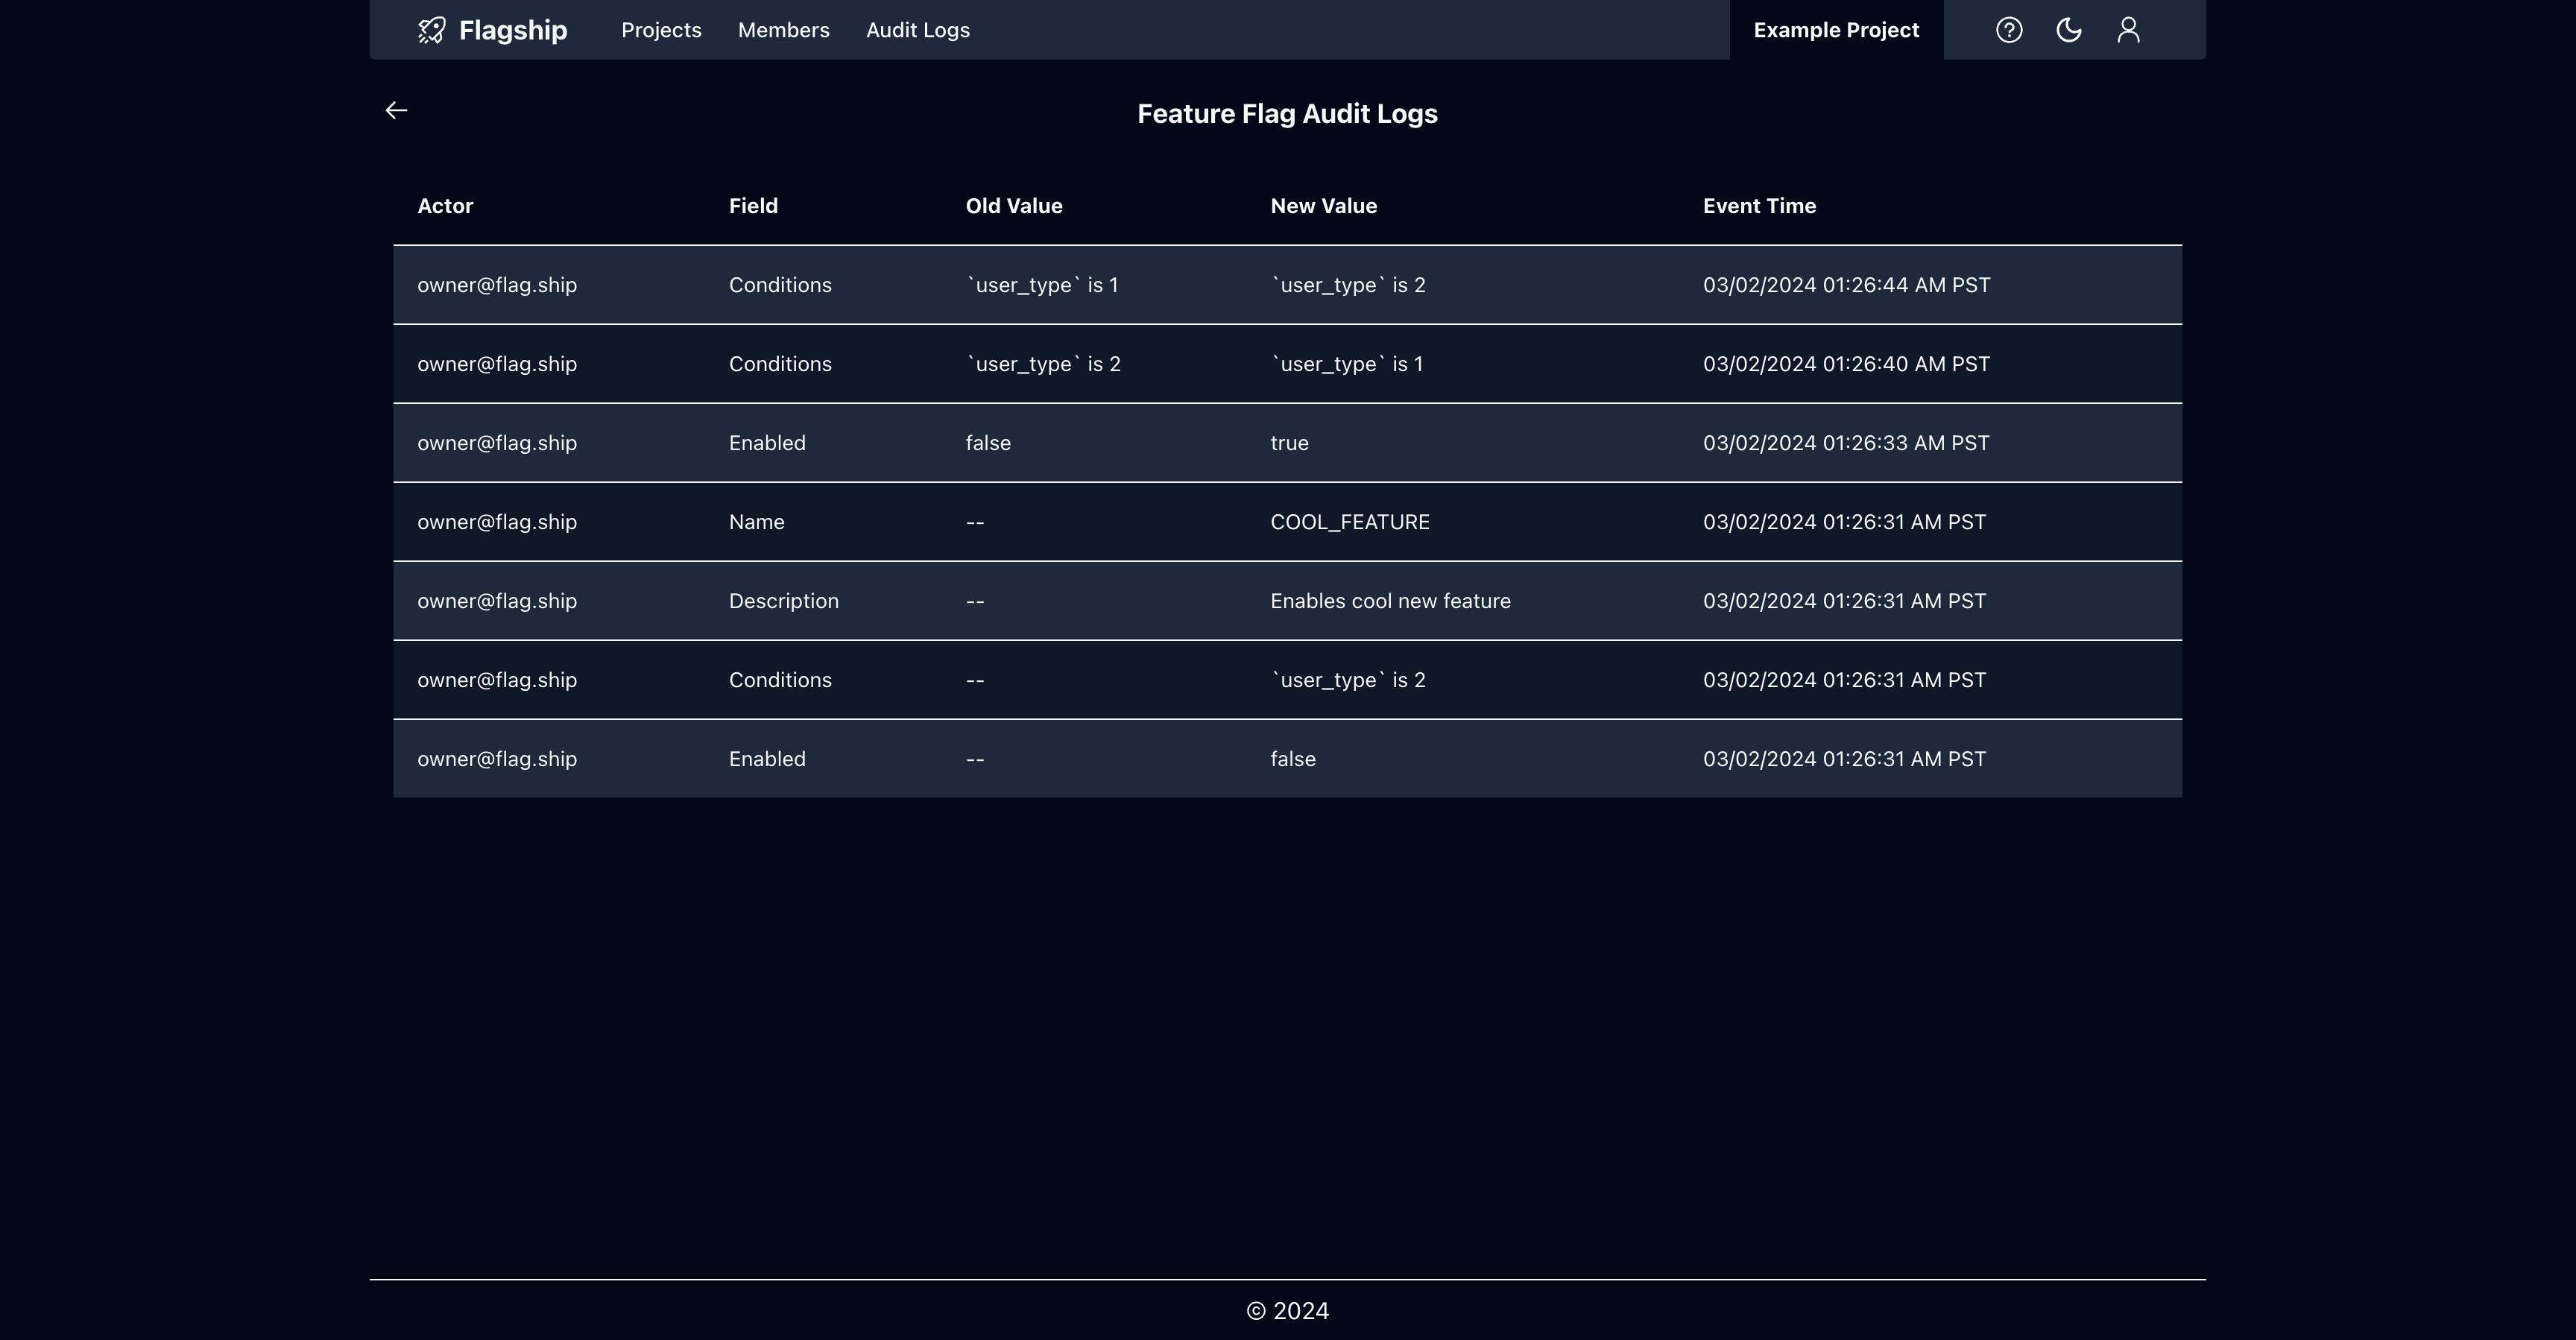 Flagship Projects Members Audit Logs Example Project
Feature Flag Audit Logs
Actor Field Old Value New Value Event Time
owner@flag.ship Conditions `user_type` is 1 `user_type` is 2 03/02/2024 01:26:44 AM PST
owner@flag.ship Conditions `user_type` is 2 `user_type` is 1 03/02/2024 01:26:40 AM PST
owner@flag.ship Enabled false true 03/02/2024 01:26:33 AM PST
owner@flag.ship Name -- COOL_FEATURE 03/02/2024 01:26:31 AM PST
owner@flag.ship Description -- Enables cool new feature 03/02/2024 01:26:31 AM PST
owner@flag.ship Conditions -- `user_type` is 2 03/02/2024 01:26:31 AM PST
owner@flag.ship Enabled -- false 03/02/2024 01:26:31 AM PST
© 2024